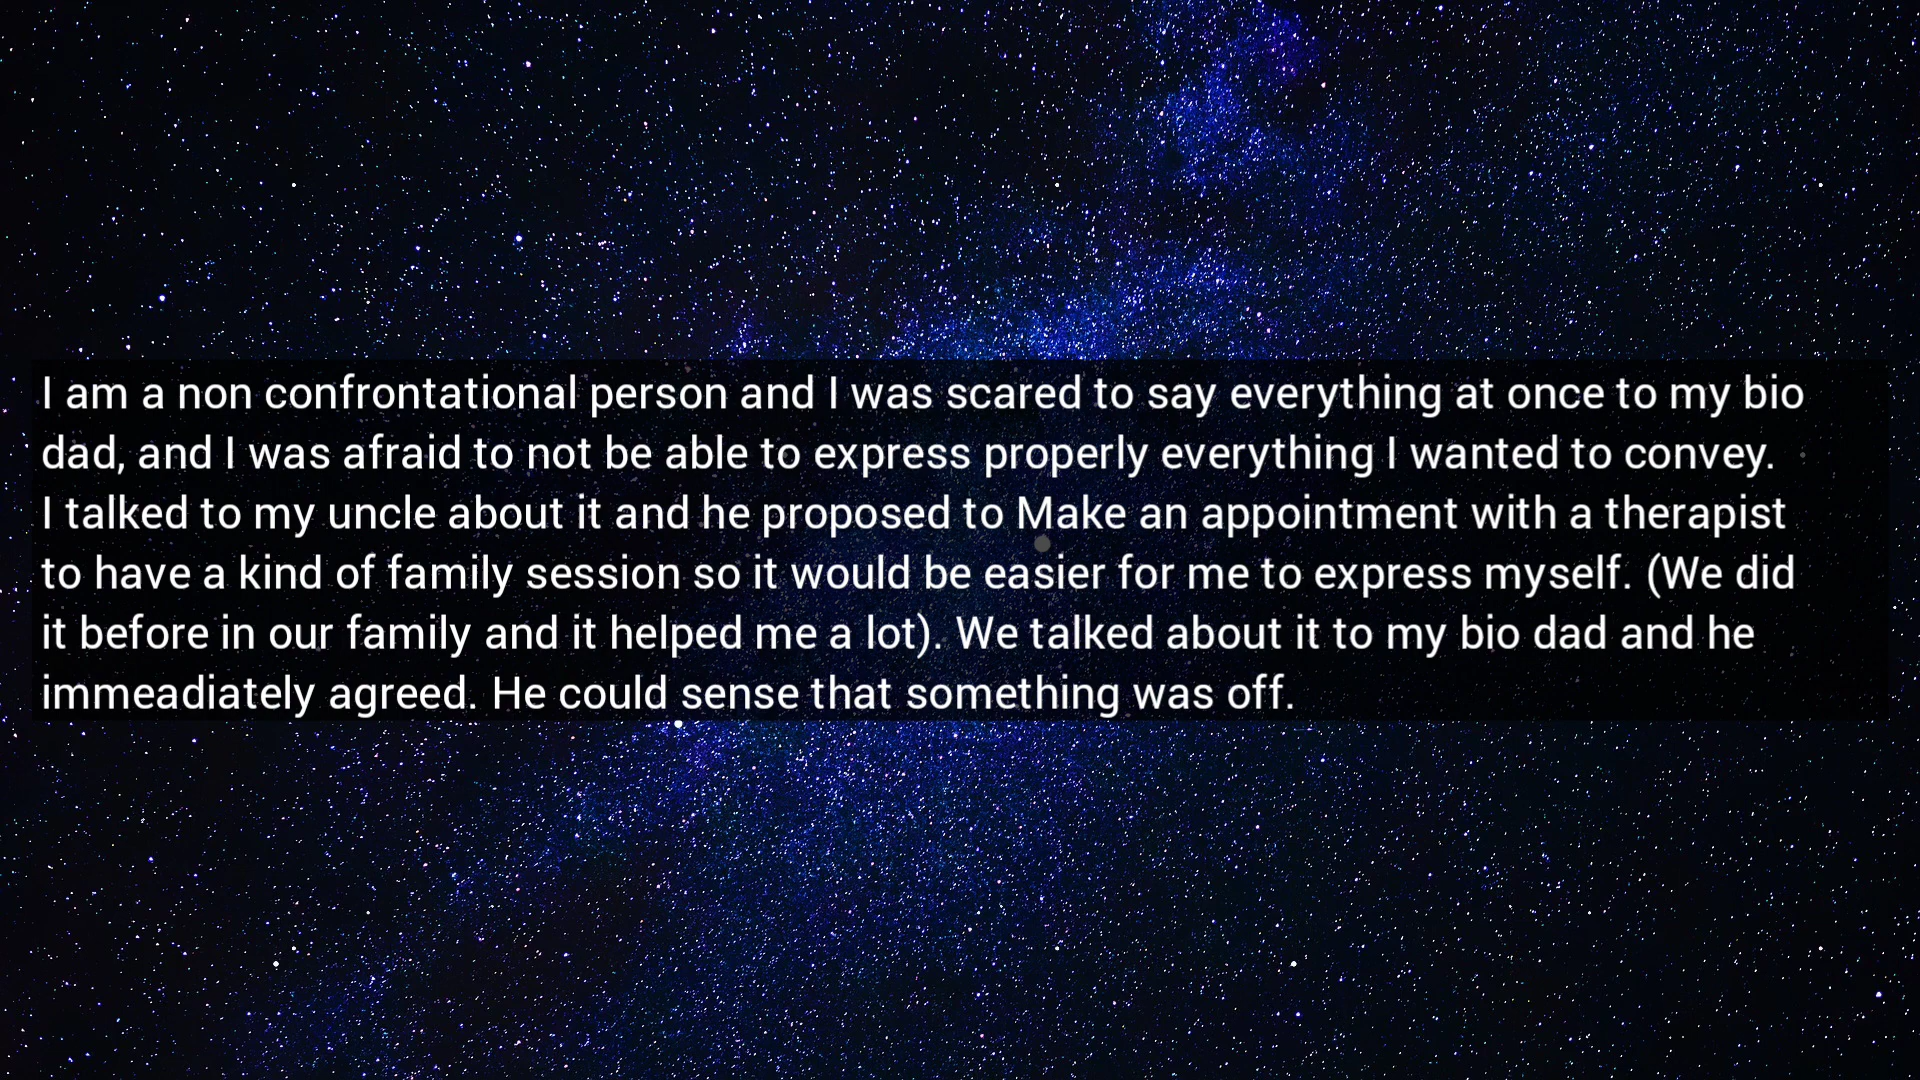 I am a non confrontational person and I was scared to say everything at once to my bio
dad, and I was afraid to not be able to express properly everything I wanted to convey.
I talked to my uncle about it and he proposed to Make an appointment with a therapist
to have a kind of family session so it would be easier for me to express myself. (We did
it before in our family and it helped me a lot). We talked about it to my bio dad and he
immeadiately agreed. He could sense that something was off.